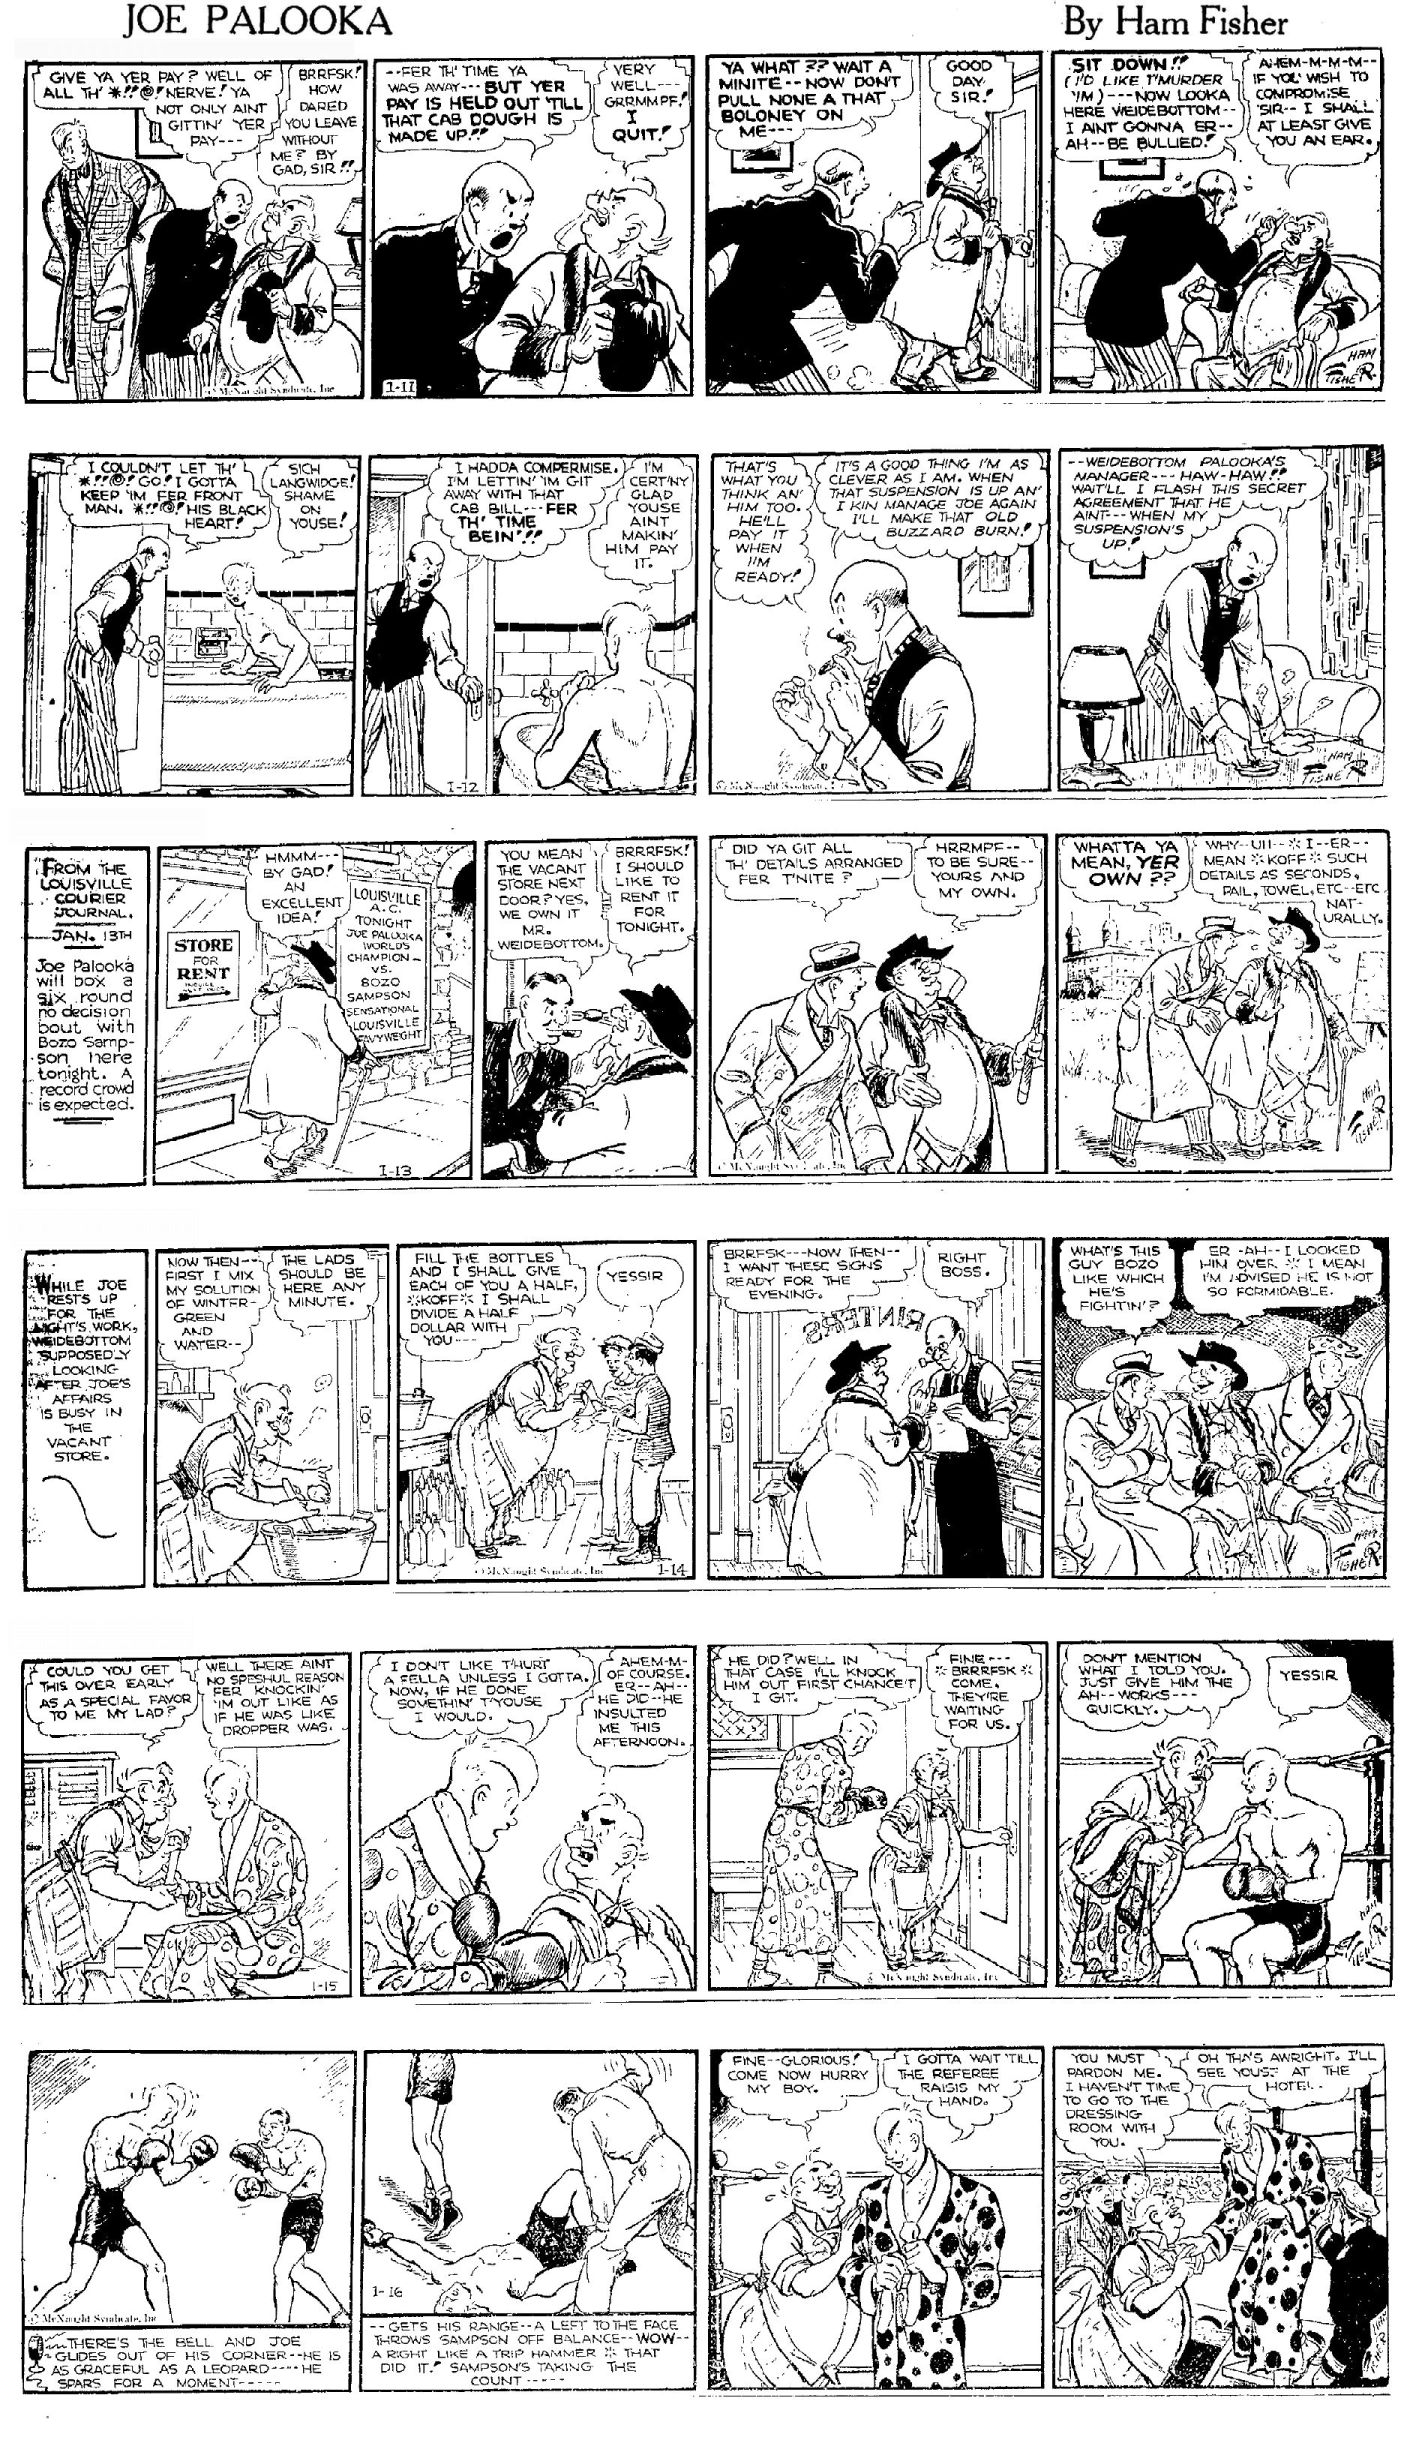 JOE PALOOKA
By Ham Fisher
GIVE YA YER PAY? WELL OF
ALL TH' *!?@! NERVE! YA
NOT ONLY AINT
GITTIN' YER
PAY---
BRRFSK!
HOW
DARED
YOU LEAVE
WITHOUT
ME? BY
GAD, SIR!!
© McNaught Syndicate, Inc
--FER TH' TIME YA
WAS AWAY---BUT YER
PAY IS HELD OUT 'TILL
THAT CAB DOUGH IS
MADE UP!!
VERY
WELL---
GRRMMPF!
I
QUIT!
1-11
YA WHAT?? WAIT A
MINITE--NOW DON'T
PULL NONE A THAT
BOLONEY ON
ME---
GOOD
DAY,
SIR!
SIT DOWN!!
(I'D LIKE T'MURDER
'IM)---NOW LOOKA
HERE WEIDEBOTTOM--
I AINT GONNA ER--
AH--BE BULLIED!
AHEM-M-M-M--
IF YOU WISH TO
COMPROMISE
SIR--I SHALL
AT LEAST GIVE
YOU AN EAR.
HAM
FISHER
I COULDN'T LET TH'
*!?@! GO! I GOTTA
KEEP 'IM FER FRONT
MAN. *!?@! HIS BLACK
HEART!
SICH
LANGWIDGE!
SHAME
ON
YOUSE!
I HADDA COMPERMISE.
I'M LETTIN' 'IM GIT
AWAY WITH THAT
CAB BILL---FER
TH' TIME
BEIN'!!
I'M
CERT'NY
GLAD
YOUSE
AINT
MAKIN'
HIM PAY
IT.
1-12
THAT'S
WHAT YOU
THINK AN'
HIM TOO.
HE'LL
PAY IT
WHEN
I'M
READY!
IT'S A GOOD THING I'M AS
CLEVER AS I AM. WHEN
THAT SUSPENSION IS UP AN'
I KIN MANAGE JOE AGAIN
I'LL MAKE THAT OLD
BUZZARD BURN!
© McNaught Syndicate, Inc
--WEIDEBOTTOM PALOOKA'S
MANAGER---HAW-HAW!!
WAIT'LL I FLASH THIS SECRET
AGREEMENT THAT HE
AINT--WHEN MY
SUSPENSION'S
UP!
HAM
FISHER
FROM THE
LOUISVILLE
COURIER
JOURNAL.
JAN. 13TH
Joe Palooka
will box a
six round
no decision
bout with
Bozo Samp-
son here
tonight. A
record crowd
is expected.
HMMM---
BY GAD!
AN
EXCELLENT
IDEA!
STORE
FOR
RENT
LOUISVILLE
A.C.
TONIGHT
JOE PALOOKA
WORLD'S
CHAMPION--
VS.
BOZO
SAMPSON
SENSATIONAL
LOUISVILLE
HEAVYWEIGHT
1-13
YOU MEAN
THE VACANT
STORE NEXT
DOOR? YES,
WE OWN IT
MR.
WEIDEBOTTOM.
BRRRFSK!
I SHOULD
LIKE TO
RENT IT
FOR
TONIGHT.
DID YA GIT ALL
TH' DETAILS ARRANGED
FER T'NITE?
HRRMPF--
TO BE SURE--
YOURS AND
MY OWN.
© McNaught Syndicate, Inc
WHATTA YA
MEAN, YER
OWN??
WHY--UH--* I--ER--
MEAN * KOFF * SUCH
DETAILS AS SECONDS,
PAIL, TOWEL, ETC--ETC
NAT-
URALLY.
HAM
FISHER
WHILE JOE
RESTS UP
FOR THE
NIGHT'S WORK,
WEIDEBOTTOM
SUPPOSEDLY
LOOKING
AFTER JOE'S
AFFAIRS
IS BUSY IN
THE
VACANT
STORE.
NOW THEN---
FIRST I MIX
MY SOLUTION
OF WINTER-
GREEN
AND
WATER--
THE LADS
SHOULD BE
HERE ANY
MINUTE.
FILL THE BOTTLES
AND I SHALL GIVE
EACH OF YOU A HALF,
*KOFF* I SHALL
DIVIDE A HALF
DOLLAR WITH
YOU---
YESSIR
© McNaught Syndicate, Inc
1-14
BRRFSK---NOW THEN--
I WANT THESE SIGNS
READY FOR THE
EVENING.
RIGHT
BOSS.
PRINTERS
WHAT'S THIS
GUY BOZO
LIKE WHICH
HE'S
FIGHTIN'?
ER-AH--I LOOKED
HIM OVER * I MEAN
I'M ADVISED HE IS NOT
SO FORMIDABLE.
HAM
FISHER
COULD YOU GET
THIS OVER EARLY
AS A SPECIAL FAVOR
TO ME MY LAD?
WELL THERE AINT
NO SPESHUL REASON
FER KNOCKIN'
'IM OUT LIKE AS
IF HE WAS LIKE
DROPPER WAS.
1-15
I DON'T LIKE T'HURT
A FELLA UNLESS I GOTTA.
NOW, IF HE DONE
SOMETHIN' T'YOUSE
I WOULD.
AHEM-M-
OF COURSE.
ER--AH--
HE DID--HE
INSULTED
ME THIS
AFTERNOON.
HE DID? WELL IN
THAT CASE I'LL KNOCK
HIM OUT FIRST CHANCET
I GIT.
FINE---
* BRRRFSK *
COME.
THEY'RE
WAITING
FOR US.
© McNaught Syndicate, Inc
DON'T MENTION
WHAT I TOLD YOU.
JUST GIVE HIM THE
AH--WORKS---
QUICKLY.
YESSIR
HAM
FISHER
© McNaught Syndicate, Inc
THERE'S THE BELL AND JOE
GLIDES OUT OF HIS CORNER--HE IS
AS GRACEFUL AS A LEOPARD----HE
SPARS FOR A MOMENT-----
1-16
--GETS HIS RANGE--A LEFT TO THE FACE
THROWS SAMPSON OFF BALANCE--WOW--
A RIGHT LIKE A TRIP HAMMER * THAT
DID IT! SAMPSON'S TAKING THE
COUNT-----
FINE--GLORIOUS!
COME NOW HURRY
MY BOY.
I GOTTA WAIT 'TILL
THE REFEREE
RAISIS MY
HAND.
YOU MUST
PARDON ME.
I HAVEN'T TIME
TO GO TO THE
DRESSING
ROOM WITH
YOU.
OH THA'S AWRIGHT. I'LL
SEE YOUSE AT THE
HOTEL.